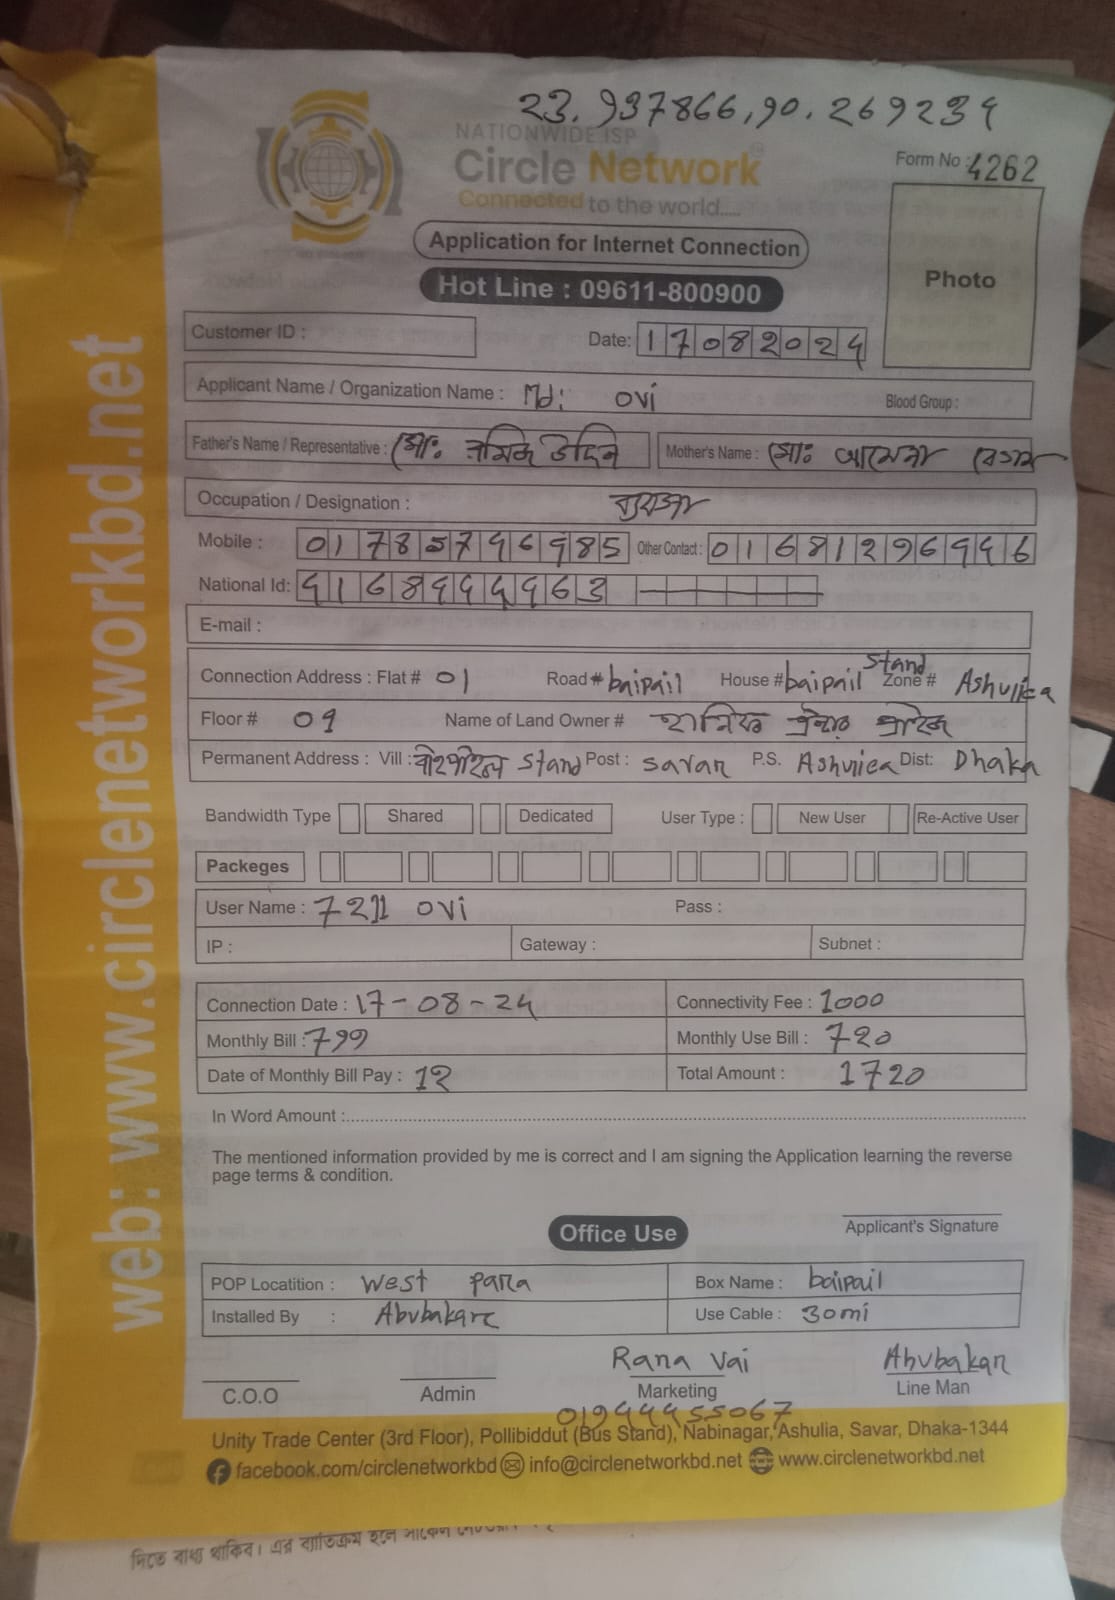 23.937866,90.269234
NATIONWIDE ISP
Circle Network
Connected to the world.....
Form No : 4262
Application for Internet Connection
Hot Line : 09611-800900
Photo
Customer ID :
Date: 17082024
Applicant Name / Organization Name : Md: ovi
Blood Group :
Father's Name / Representative : মোঃ উদ্দিন
Mother's Name : মোঃ আমেনা বেগম
Occupation / Designation :
Mobile :
Other Contact :
National Id:
E-mail :
Connection Address : Flat # 01 Road # baipail House # baipail Stand Zone # Ashulica
Floor # Name of Land Owner #
Permanent Address : Vill : বাইপাইল Stand Post : savar P.S. Ashulica Dist: Dhaka
Bandwidth Type Shared Dedicated User Type : New User Re-Active User
Packeges
User Name : 7211 ovi Pass :
IP : Gateway : Subnet :
Connection Date : 17-08-24 Connectivity Fee : 1000
Monthly Bill : 799 Monthly Use Bill : 720
Date of Monthly Bill Pay : 12 Total Amount : 1720
In Word Amount :
The mentioned information provided by me is correct and I am signing the Application learning the reverse
page terms & condition.
Applicant's Signature
Office Use
POP Locatition : west para Box Name : baipail
Installed By : Abubakar Use Cable : 30mi
Rana vai Abubakar
C.O.O Admin Marketing Line Man
Unity Trade Center (3rd Floor), Pollibiddut (Bus Stand), Nabinagar, Ashulia, Savar, Dhaka-1344
facebook.com/circlenetworkbd info@circlenetworkbd.net www.circlenetworkbd.net
web: www.circlenetworkbd.net
দিতে বাধ্য থাকিব। এর ব্যতিক্রম হলে